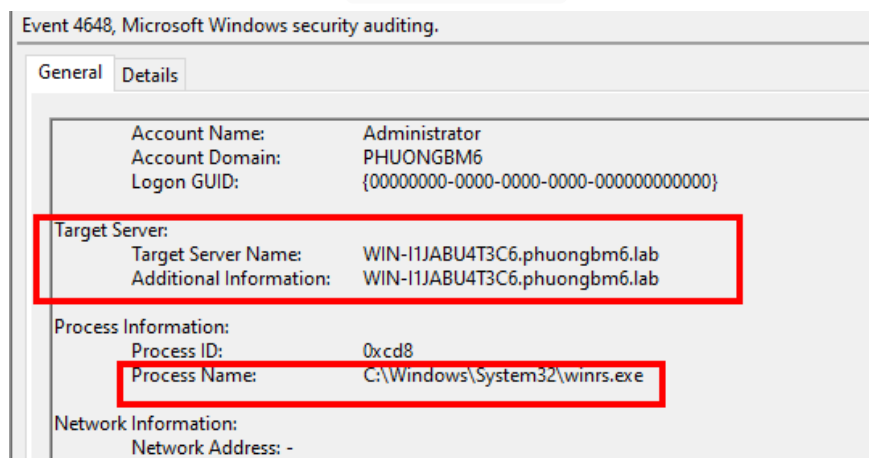 Event 4648, Microsoft Windows security auditing.
General Details
Account Name: Administrator
Account Domain: PHUONGBM6
Logon GUID: {00000000-0000-0000-0000-000000000000}
Target Server:
Target Server Name: WIN-I1JABU4T3C6.phuongbm6.lab
Additional Information: WIN-I1JABU4T3C6.phuongbm6.lab
Process Information:
Process ID: 0xcd8
Process Name: C:\Windows\System32\winrs.exe
Network Information:
Network Address: -